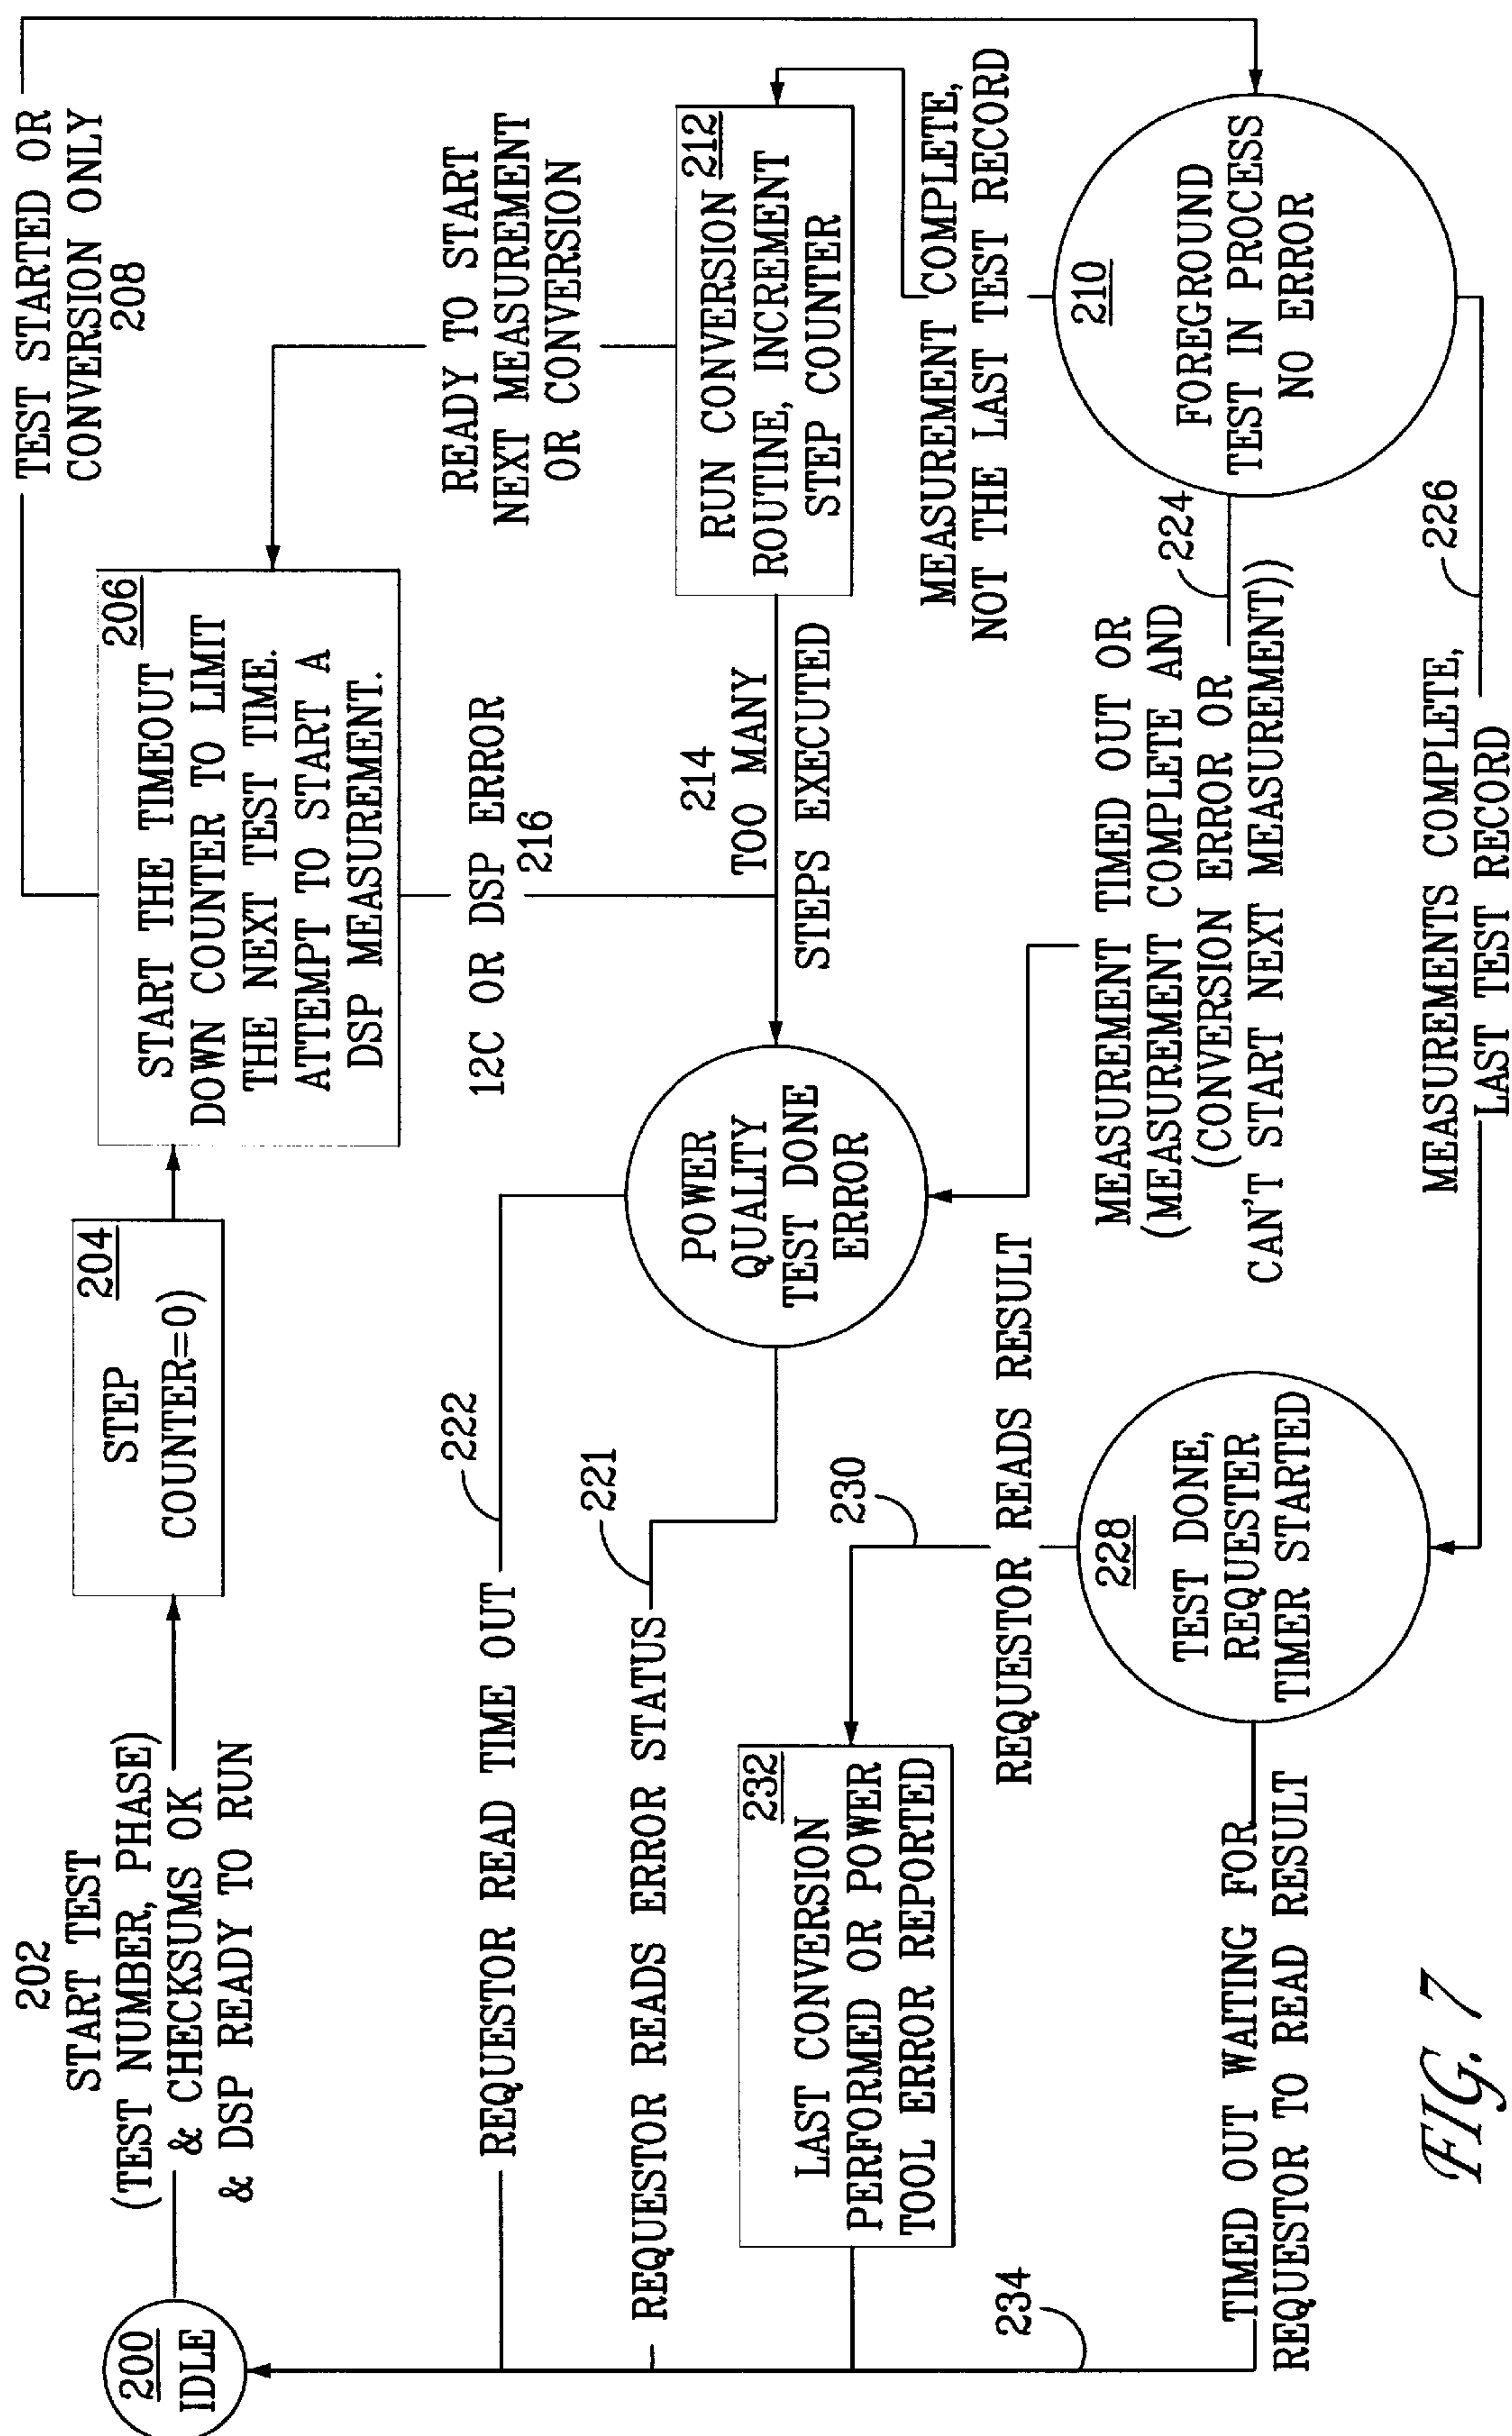 202
START TEST
(TEST NUMBER, PHASE)
& CHECKSUMS OK
& DSP READY TO RUN
200
IDLE
204
STEP
COUNTER=0)
206
START THE TIMEOUT
DOWN COUNTER TO LIMIT
THE NEXT TEST TIME.
ATTEMPT TO START A
DSP MEASUREMENT.
TEST STARTED OR
CONVERSION ONLY
208
READY TO START
NEXT MEASUREMENT
OR CONVERSION
12C OR DSP ERROR
216
212
RUN CONVERSION
ROUTINE, INCREMENT
STEP COUNTER
214
TOO MANY
STEPS EXECUTED
222
REQUESTOR READ TIME OUT
221
REQUESTOR READS ERROR STATUS
POWER
QUALITY
TEST DONE
ERROR
MEASUREMENT COMPLETE,
NOT THE LAST TEST RECORD
232
LAST CONVERSION
PERFORMED OR POWER
TOOL ERROR REPORTED
230
REQUESTOR READS RESULT
210
FOREGROUND
TEST IN PROCESS
NO ERROR
224
MEASUREMENT TIMED OUT OR
(MEASUREMENT COMPLETE AND
(CONVERSION ERROR OR
CAN'T START NEXT MEASUREMENT))
228
TEST DONE,
REQUESTER
TIMER STARTED
234
TIMED OUT WAITING FOR
REQUESTOR TO READ RESULT
226
MEASUREMENTS COMPLETE,
LAST TEST RECORD
FIG. 7